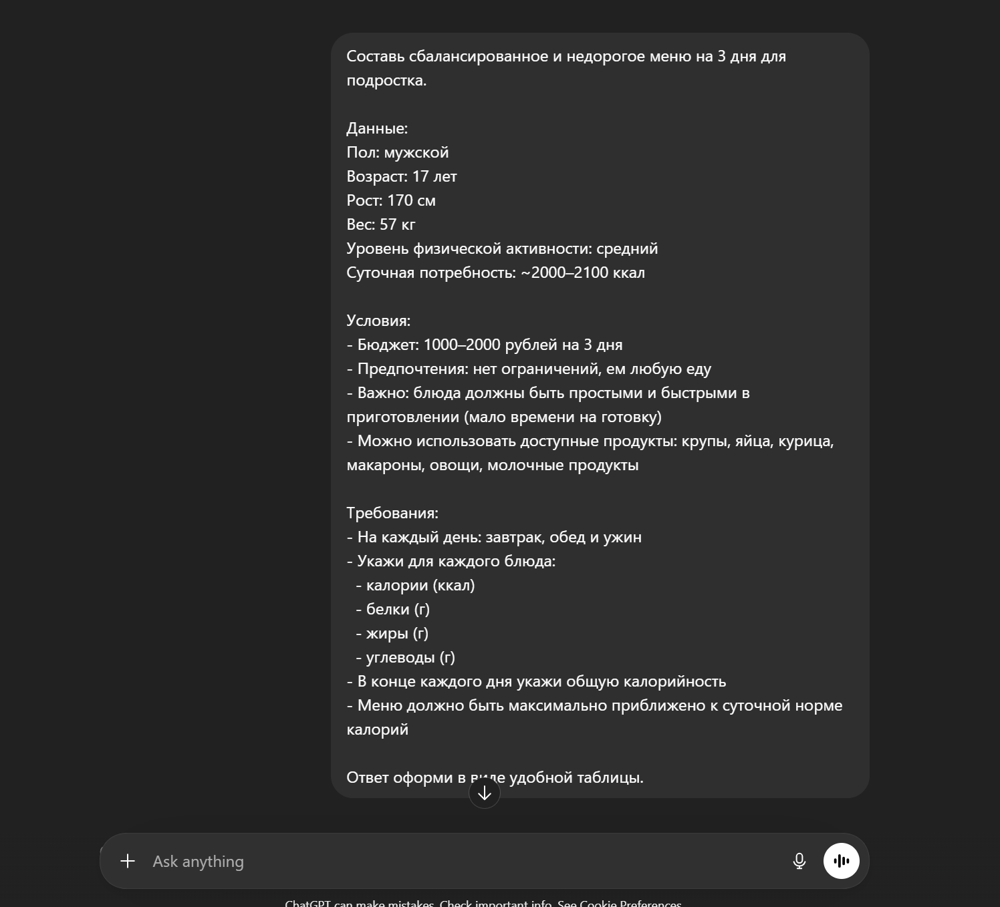 Составь сбалансированное и недорогое меню на 3 дня для
подростка.
Данные:
Пол: мужской
Возраст: 17 лет
Рост: 170 см
Вес: 57 кг
Уровень физической активности: средний
Суточная потребность: ~2000–2100 ккал
Условия:
- Бюджет: 1000–2000 рублей на 3 дня
- Предпочтения: нет ограничений, ем любую еду
- Важно: блюда должны быть простыми и быстрыми в
приготовлении (мало времени на готовку)
- Можно использовать доступные продукты: крупы, яйца, курица,
макароны, овощи, молочные продукты
Требования:
- На каждый день: завтрак, обед и ужин
- Укажи для каждого блюда:
- калории (ккал)
- белки (г)
- жиры (г)
- углеводы (г)
- В конце каждого дня укажи общую калорийность
- Меню должно быть максимально приближено к суточной норме
калорий
Ответ оформи в виде удобной таблицы.
Ask anything
ChatGPT can make mistakes. Check important info. See Cookie Preferences.